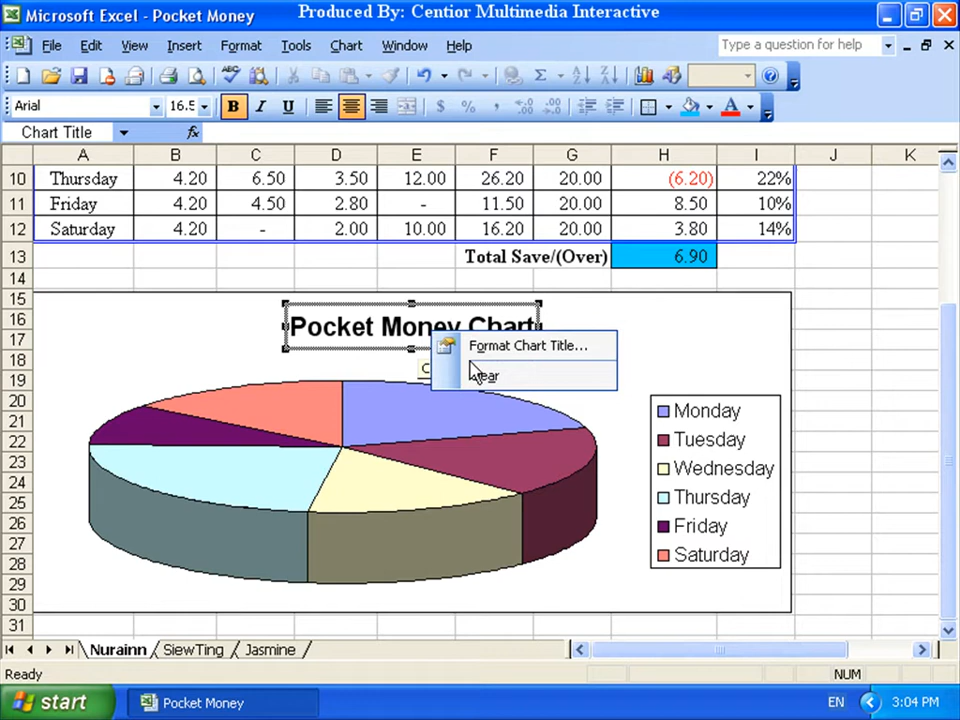 Microsoft Excel - Pocket Money
Produced By: Centior Multimedia Interactive
File Edit View Insert Format Tools Chart Window Help
Type a question for help
Arial 16.5 B I U $ % , A
Chart Title fx
A B C D E F G H I J K
10 Thursday 4.20 6.50 3.50 12.00 26.20 20.00 (6.20) 22%
11 Friday 4.20 4.50 2.80 - 11.50 20.00 8.50 10%
12 Saturday 4.20 - 2.00 10.00 16.20 20.00 3.80 14%
13 Total Save/(Over) 6.90
14
15
16
17
18
19
20
21
22
23
24
25
26
27
28
29
30
31
Pocket Money Chart
Format Chart Title...
Monday
Tuesday
Wednesday
Thursday
Friday
Saturday
Nurainn SiewTing Jasmine
Ready NUM
start Pocket Money EN 3:04 PM